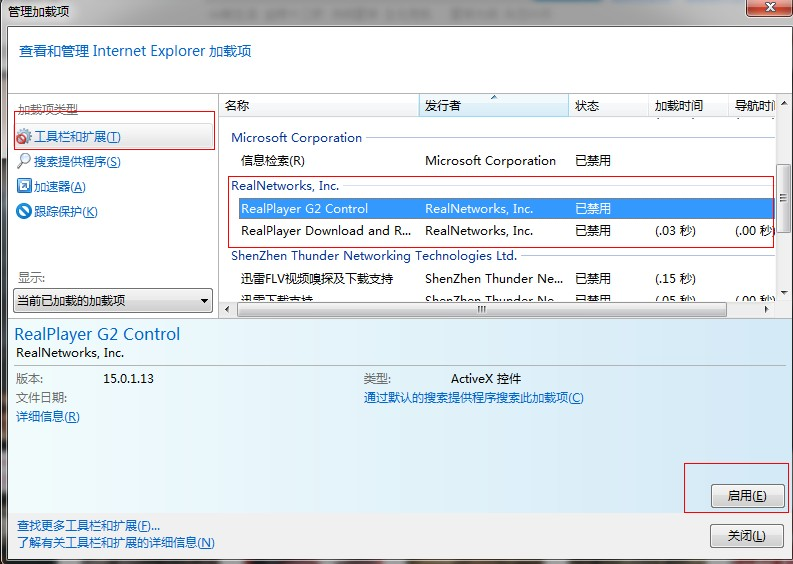 管理加载项
查看和管理 Internet Explorer 加载项
加载项类型
工具栏和扩展(T)
搜索提供程序(S)
加速器(A)
跟踪保护(K)
显示:
当前已加载的加载项
名称 发行者 状态 加载时间 导航时间
Microsoft Corporation
信息检索(R) Microsoft Corporation 已禁用
RealNetworks, Inc.
RealPlayer G2 Control RealNetworks, Inc. 已禁用
RealPlayer Download and R... RealNetworks, Inc. 已禁用 (.03 秒) (.00 秒)
ShenZhen Thunder Networking Technologies Ltd.
迅雷FLV视频嗅探及下载支持 ShenZhen Thunder Ne... 已禁用 (.15 秒)
迅雷下载支持 ShenZhen Thunder Ne... 已禁用 (.05 秒) (.00 秒)
RealPlayer G2 Control
RealNetworks, Inc.
版本: 15.0.1.13 类型: ActiveX 控件
文件日期: 通过默认的搜索提供程序搜索此加载项(C)
详细信息(R)
启用(E)
查找更多工具栏和扩展(F)...
了解有关工具栏和扩展的详细信息(N)
关闭(L)